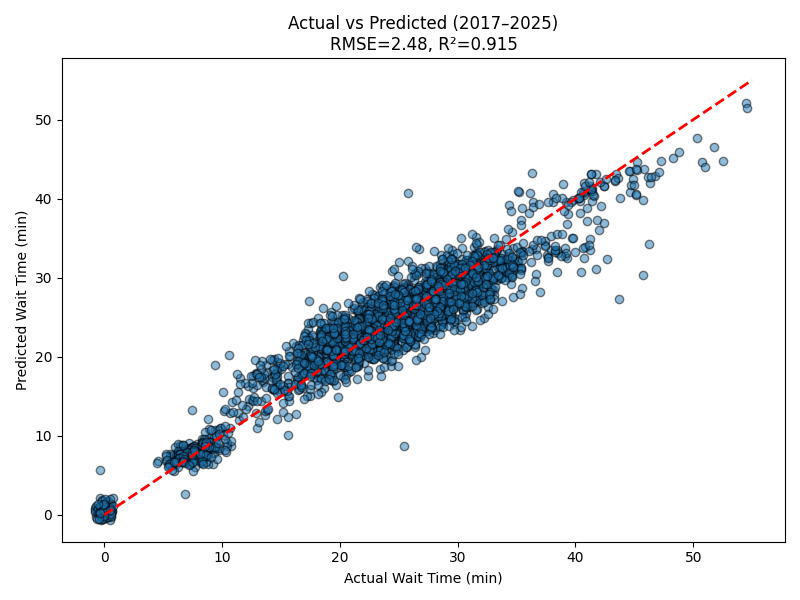 Actual vs Predicted (2017–2025)
RMSE=2.48, R²=0.915
Predicted Wait Time (min)
50
40
30
20
10
0
0 10 20 30 40 50
Actual Wait Time (min)